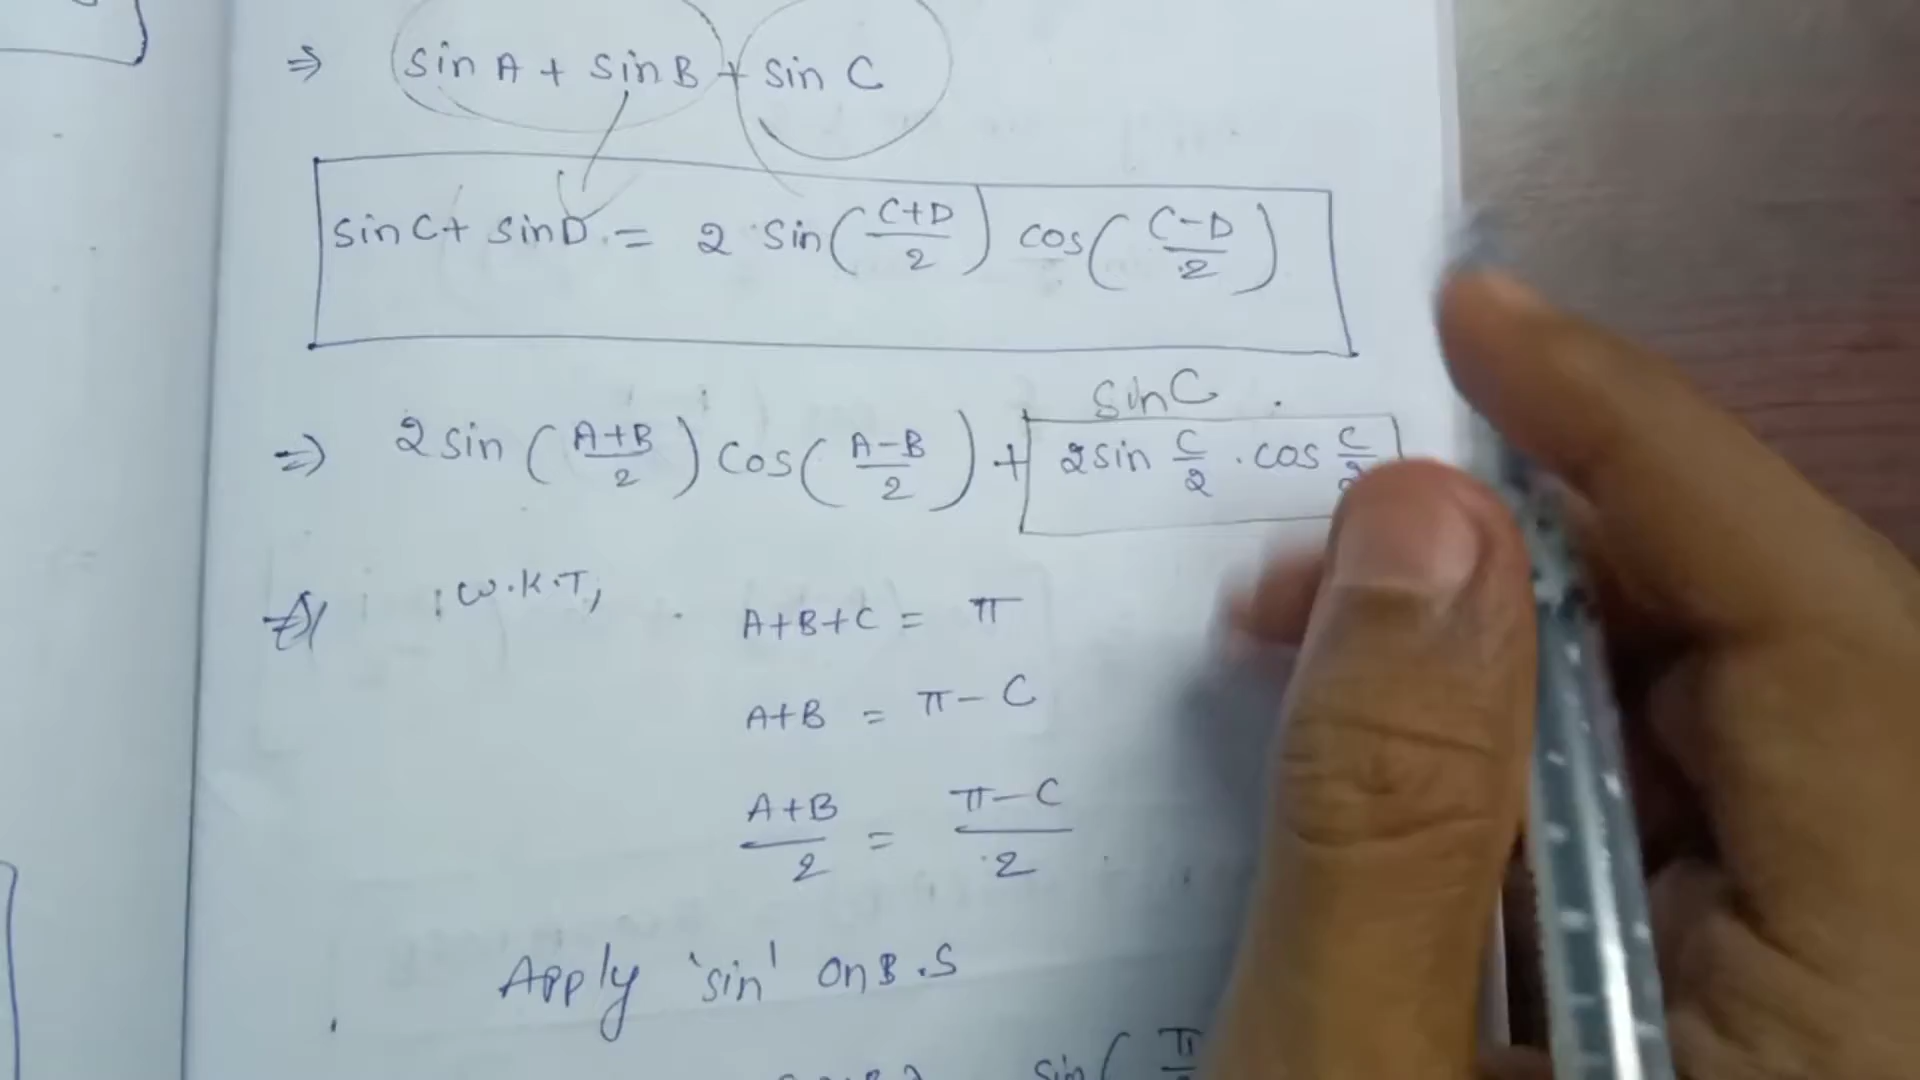 ⇒ sin A + sin B + sin C
sin C + sin D = 2 sin(C+D/2) cos(C-D/2)
sin C
⇒ 2 sin(A+B/2) cos(A-B/2) + 2 sin C/2 . cos C/2
W.K.T,
A+B+C = π
A+B = π - C
A+B/2 = π-C/2
Apply 'sin' on B.S
sin( π